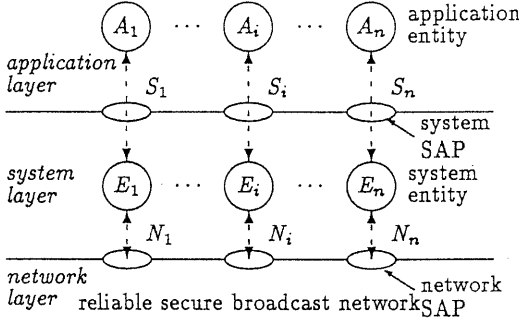 A1 ... Ai ... An application
entity
application
layer
S1 Si Sn
system
SAP
system
layer
E1 ... Ei ... En system
entity
N1 Ni Nn
network
layer
reliable secure broadcast network
network
SAP